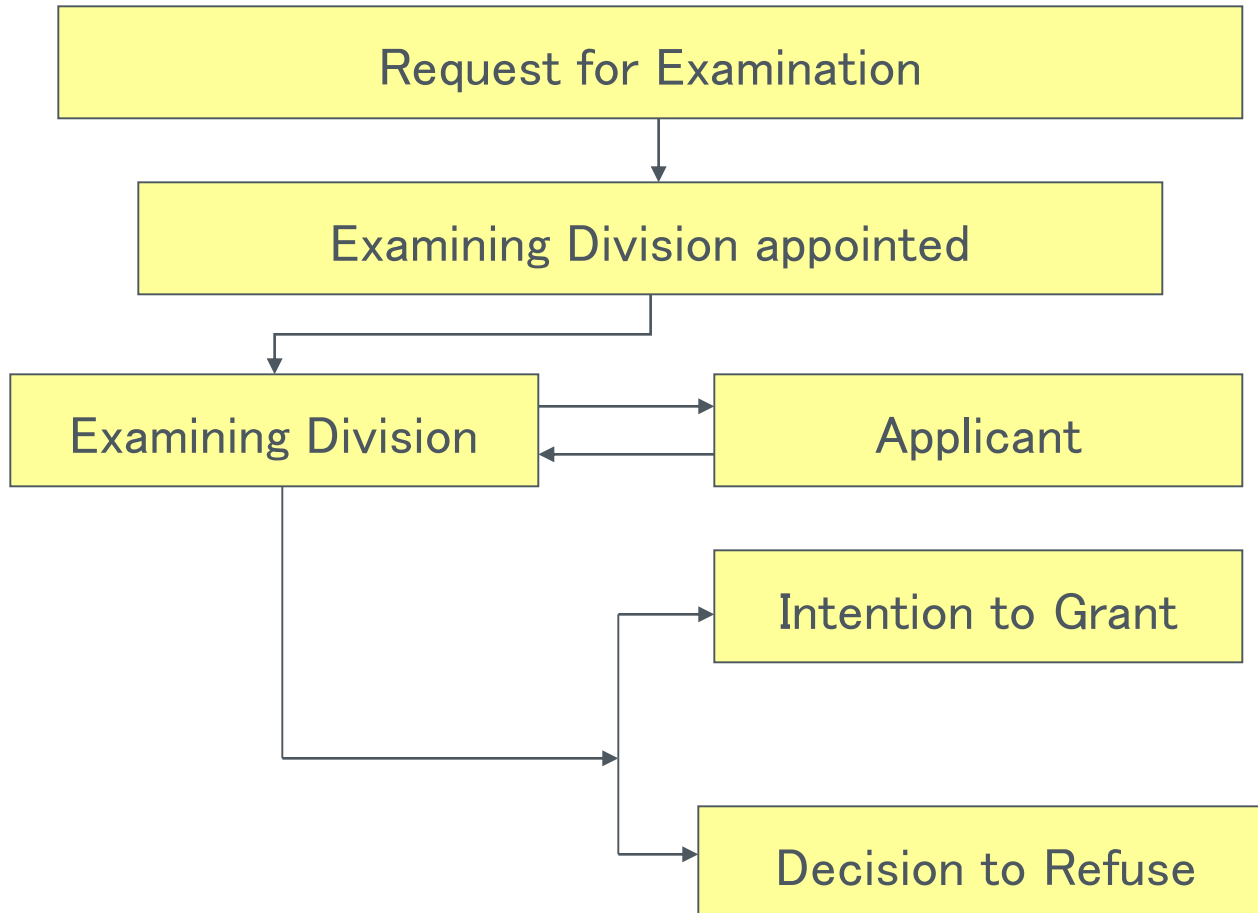 Request for Examination
Examining Division appointed
Examining Division
Applicant
Intention to Grant
Decision to Refuse